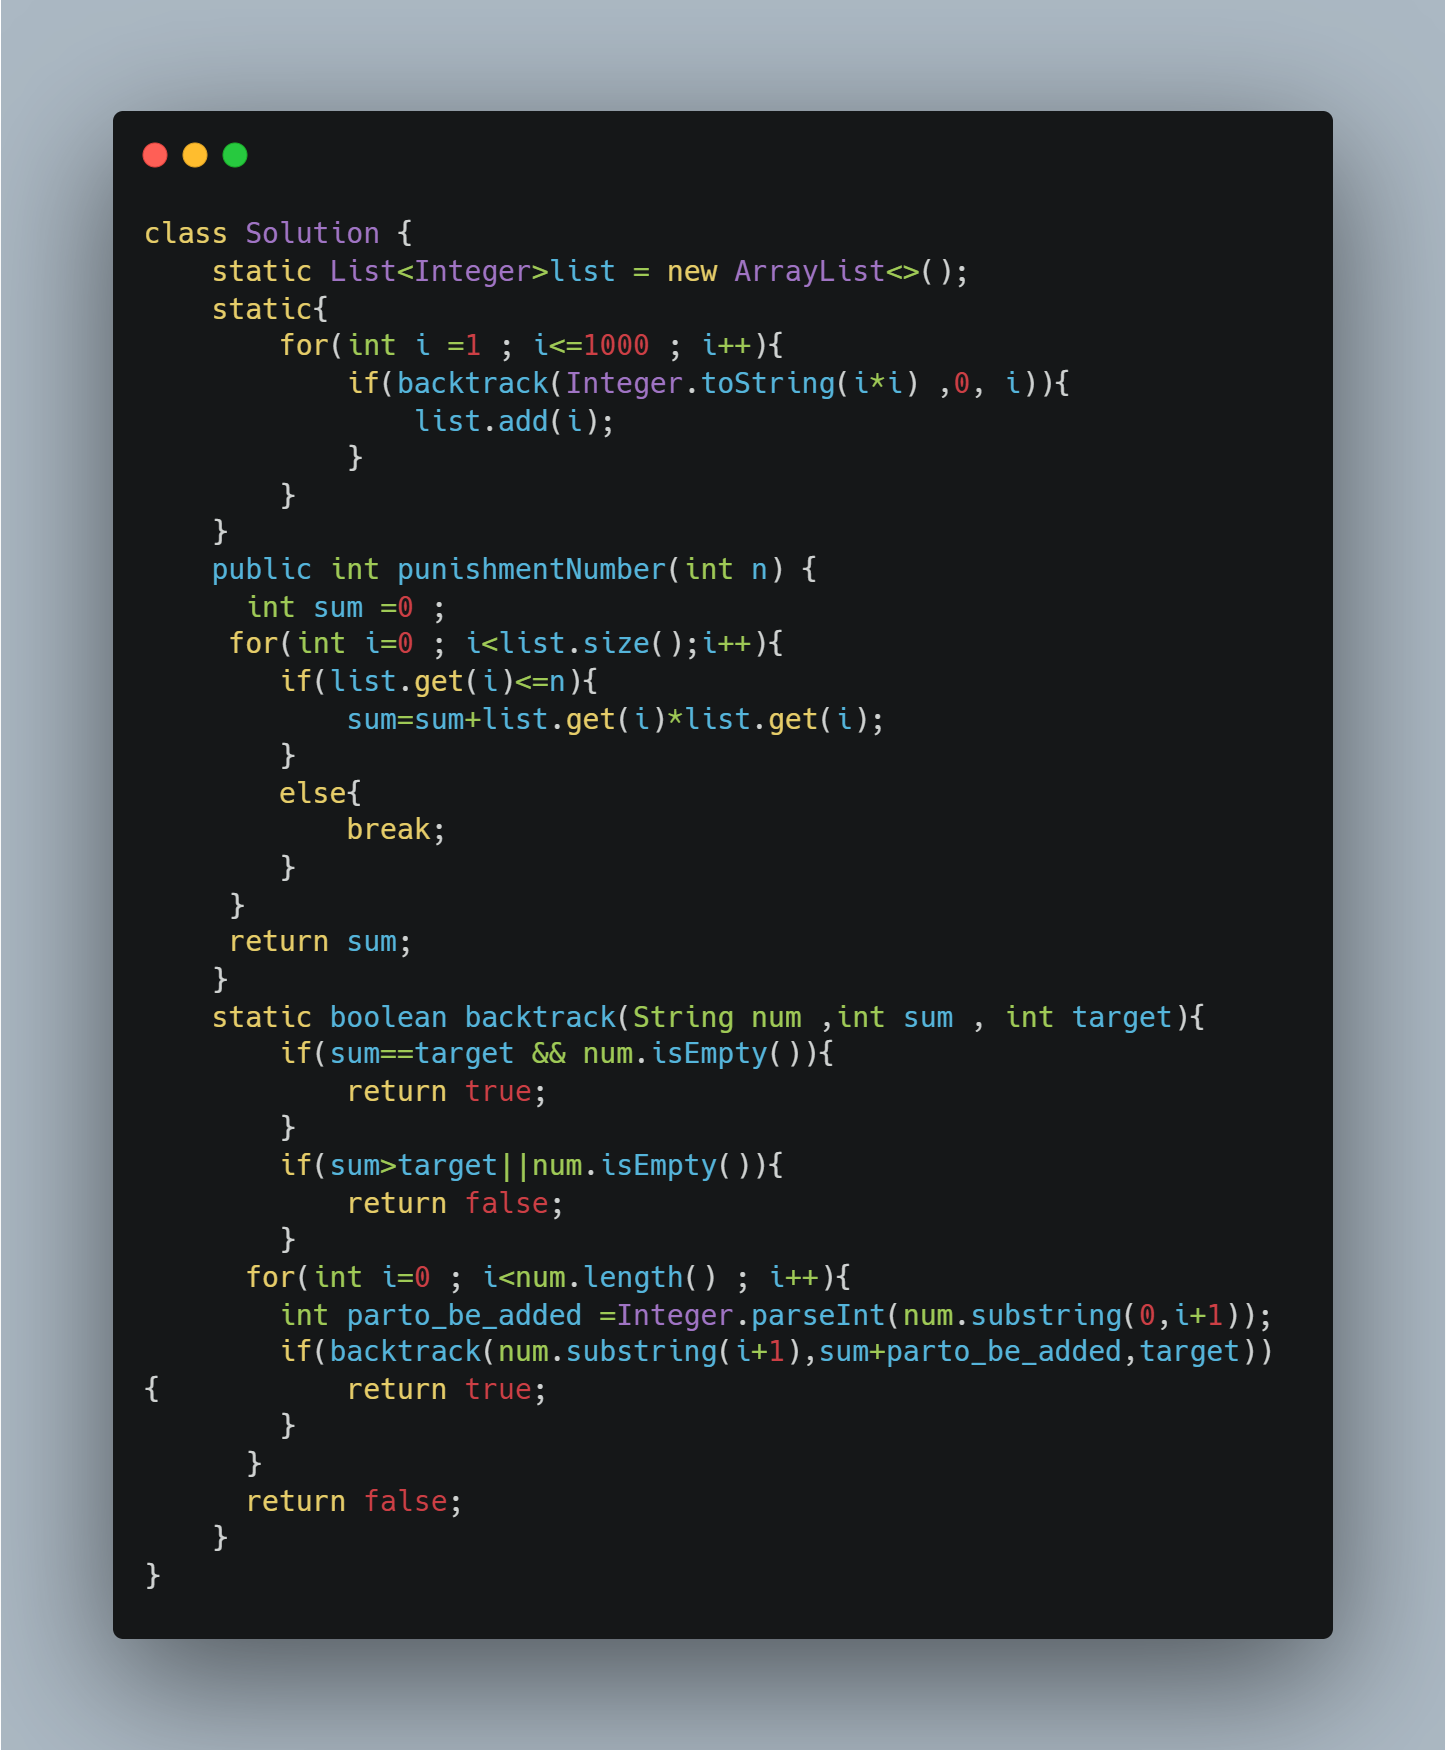 class Solution {
    static List<Integer>list = new ArrayList<>();
    static{
        for(int i =1 ; i<=1000 ; i++){
            if(backtrack(Integer.toString(i*i) ,0, i)){
                list.add(i);
            }
        }
    }
    public int punishmentNumber(int n) {
      int sum =0 ;
     for(int i=0 ; i<list.size();i++){
        if(list.get(i)<=n){
            sum=sum+list.get(i)*list.get(i);
        }
        else{
            break;
        }
     }
     return sum;
    }
    static boolean backtrack(String num ,int sum , int target){
        if(sum==target && num.isEmpty()){
            return true;
        }
        if(sum>target||num.isEmpty()){
            return false;
        }
      for(int i=0 ; i<num.length() ; i++){
        int parto_be_added =Integer.parseInt(num.substring(0,i+1));
        if(backtrack(num.substring(i+1),sum+parto_be_added,target))
{           return true;
        }
      }
      return false;
    }
}